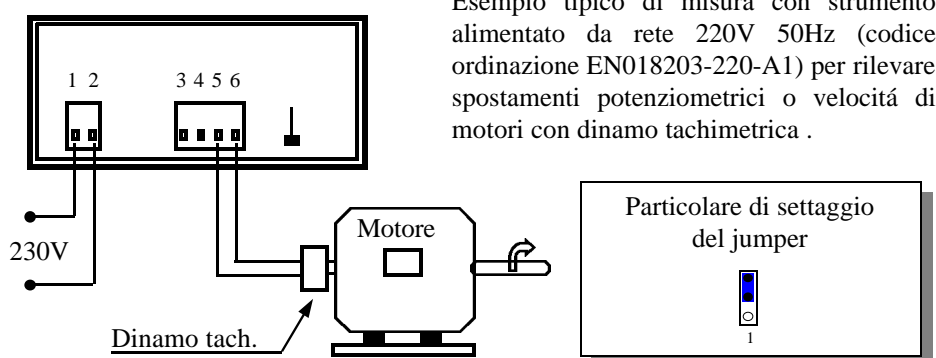 Esempio tipico di misura con strumento
alimentato da rete 220V 50Hz (codice
ordinazione EN018203-220-A1) per rilevare
spostamenti potenziometrici o velocitá di
motori con dinamo tachimetrica .
1 2
3 4 5 6
230V
Motore
Dinamo tach.
Particolare di settaggio
del jumper
1